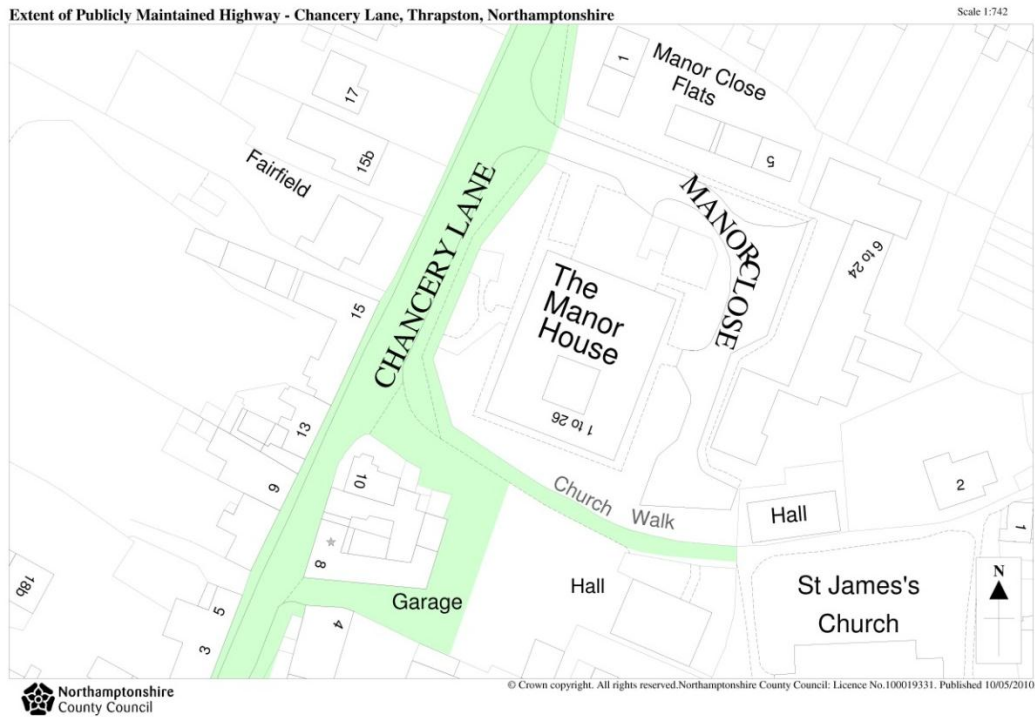 Extent of Publicly Maintained Highway - Chancery Lane, Thrapston, Northamptonshire
Scale 1:742
1
Manor Close
Flats
17
15b
5
Fairfield
CHANCERY LANE
MANOR CLOSE
6 to 24
The
Manor
House
15
1 to 26
13
9
10
Church Walk
Hall
2
1
8
18b
5
3
Garage
4
Hall
St James's
Church
N
Northamptonshire
County Council
© Crown copyright. All rights reserved.Northamptonshire County Council: Licence No.100019331. Published 10/05/2010